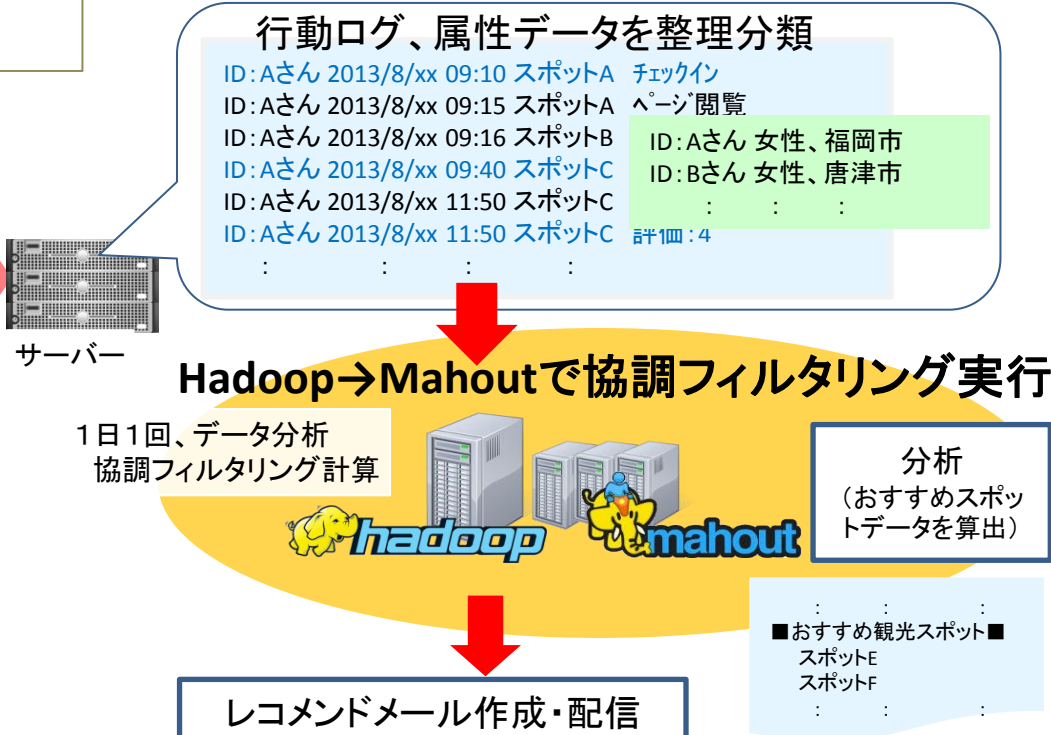 行動ログ、属性データを整理分類
ID:Aさん 2013/8/xx 09:10 スポットA ﾁｪｯｸｲﾝ
ID:Aさん 2013/8/xx 09:15 スポットA ﾍﾟｰｼﾞ閲覧
ID:Aさん 2013/8/xx 09:16 スポットB
ID:Aさん 2013/8/xx 09:40 スポットC
ID:Aさん 2013/8/xx 11:50 スポットC
ID:Aさん 2013/8/xx 11:50 スポットC 評価:4
: : : :
ID:Aさん 女性、福岡市
ID:Bさん 女性、唐津市
: : :
サーバー
Hadoop→Mahoutで協調フィルタリング実行
１日１回、データ分析
協調フィルタリング計算
hadoop
mahout
分析
（おすすめスポッ
トデータを算出）
: : :
■おすすめ観光スポット■
スポットE
スポットF
: : :
レコメンドメール作成・配信